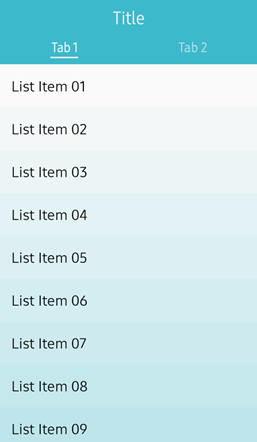 Title
Tab 1 Tab 2
List Item 01
List Item 02
List Item 03
List Item 04
List Item 05
List Item 06
List Item 07
List Item 08
List Item 09